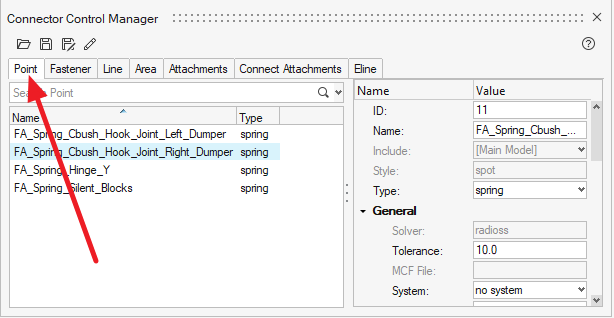 Connector Control Manager
Point Fastener Line Area Attachments Connect Attachments Eline
Point
Name Type
FA_Spring_Cbush_Hook_Joint_Left_Dumper spring
FA_Spring_Cbush_Hook_Joint_Right_Dumper spring
FA_Spring_Hinge_Y spring
FA_Spring_Silent_Blocks spring
Name Value
ID: 11
Name: FA_Spring_Cbush_...
Include: [Main Model]
Style: spot
Type: spring
General
Solver: radioss
Tolerance: 10.0
MCF File:
System: no system